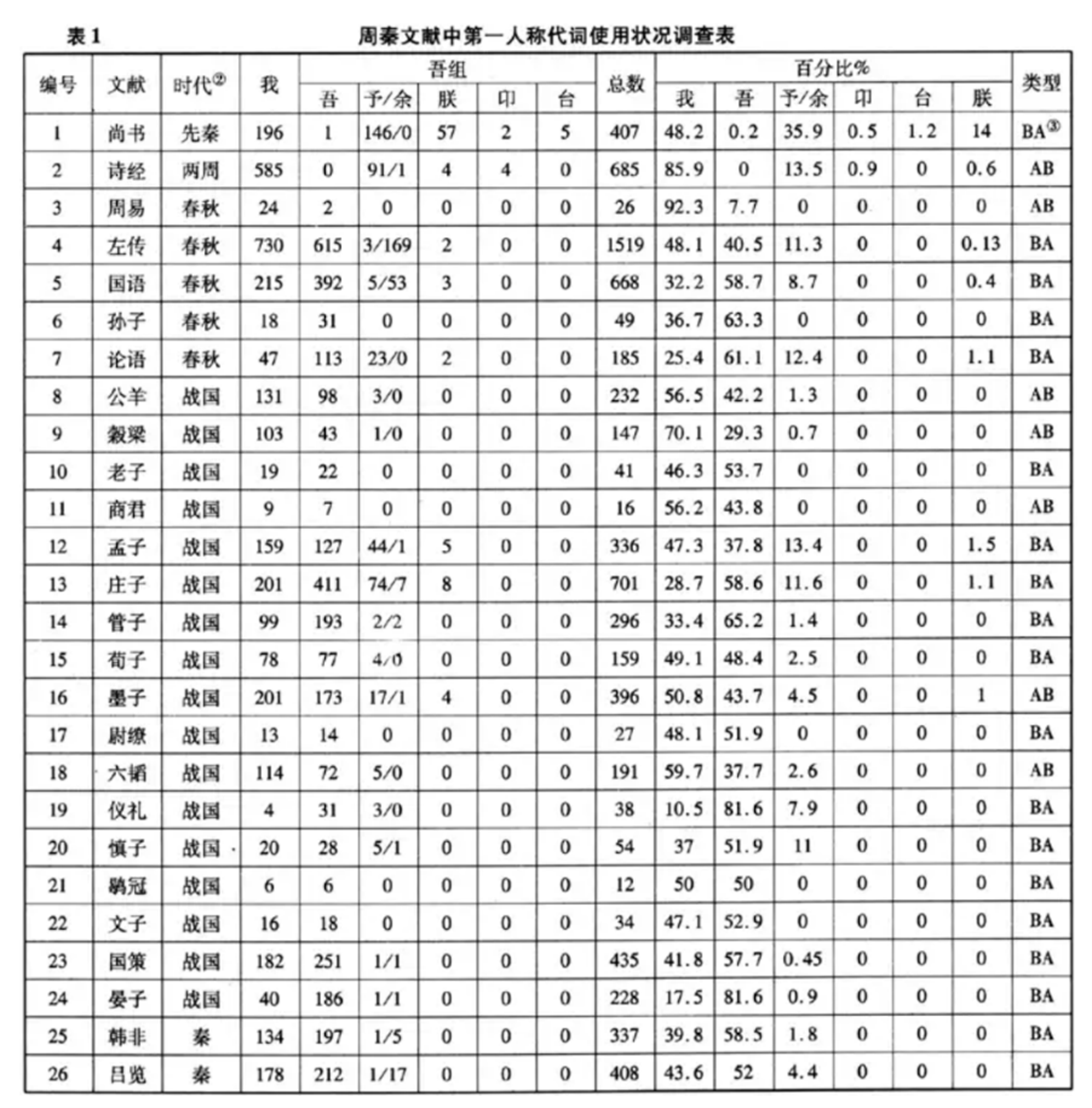 表1 周秦文献中第一人称代词使用状况调查表
编号 文献 时代② 我 吾组 总数 百分比% 类型
吾 予/余 朕 卬 台 我 吾 予/余 卬 台 朕
1 尚书 先秦 196 1 146/0 57 2 5 407 48.2 0.2 35.9 0.5 1.2 14 BA③
2 诗经 两周 585 0 91/1 4 4 0 685 85.9 0 13.5 0.9 0 0.6 AB
3 周易 春秋 24 2 0 0 0 0 26 92.3 7.7 0 0 0 0 AB
4 左传 春秋 730 615 3/169 2 0 0 1519 48.1 40.5 11.3 0 0 0.13 BA
5 国语 春秋 215 392 5/53 3 0 0 668 32.2 58.7 8.7 0 0 0.4 BA
6 孙子 春秋 18 31 0 0 0 0 49 36.7 63.3 0 0 0 0 BA
7 论语 春秋 47 113 23/0 2 0 0 185 25.4 61.1 12.4 0 0 1.1 BA
8 公羊 战国 131 98 3/0 0 0 0 232 56.5 42.2 1.3 0 0 0 AB
9 穀梁 战国 103 43 1/0 0 0 0 147 70.1 29.3 0.7 0 0 0 AB
10 老子 战国 19 22 0 0 0 0 41 46.3 53.7 0 0 0 0 BA
11 商君 战国 9 7 0 0 0 0 16 56.2 43.8 0 0 0 0 AB
12 孟子 战国 159 127 44/1 5 0 0 336 47.3 37.8 13.4 0 0 1.5 BA
13 庄子 战国 201 411 74/7 8 0 0 701 28.7 58.6 11.6 0 0 1.1 BA
14 管子 战国 99 193 2/2 0 0 0 296 33.4 65.2 1.4 0 0 0 BA
15 荀子 战国 78 77 4/0 0 0 0 159 49.1 48.4 2.5 0 0 0 BA
16 墨子 战国 201 173 17/1 4 0 0 396 50.8 43.7 4.5 0 0 1 AB
17 尉缭 战国 13 14 0 0 0 0 27 48.1 51.9 0 0 0 0 BA
18 六韬 战国 114 72 5/0 0 0 0 191 59.7 37.7 2.6 0 0 0 AB
19 仪礼 战国 4 31 3/0 0 0 0 38 10.5 81.6 7.9 0 0 0 BA
20 慎子 战国 20 28 5/1 0 0 0 54 37 51.9 11 0 0 0 BA
21 鹖冠 战国 6 6 0 0 0 0 12 50 50 0 0 0 0 BA
22 文子 战国 16 18 0 0 0 0 34 47.1 52.9 0 0 0 0 BA
23 国策 战国 182 251 1/1 0 0 0 435 41.8 57.7 0.45 0 0 0 BA
24 晏子 战国 40 186 1/1 0 0 0 228 17.5 81.6 0.9 0 0 0 BA
25 韩非 秦 134 197 1/5 0 0 0 337 39.8 58.5 1.8 0 0 0 BA
26 吕览 秦 178 212 1/17 0 0 0 408 43.6 52 4.4 0 0 0 BA